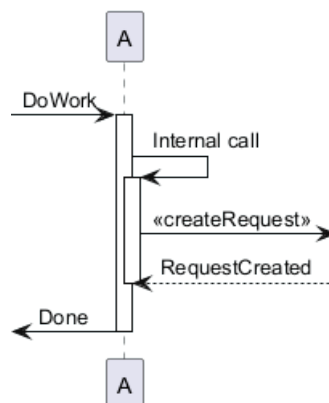 A
DoWork
Internal call
«createRequest»
RequestCreated
Done
A